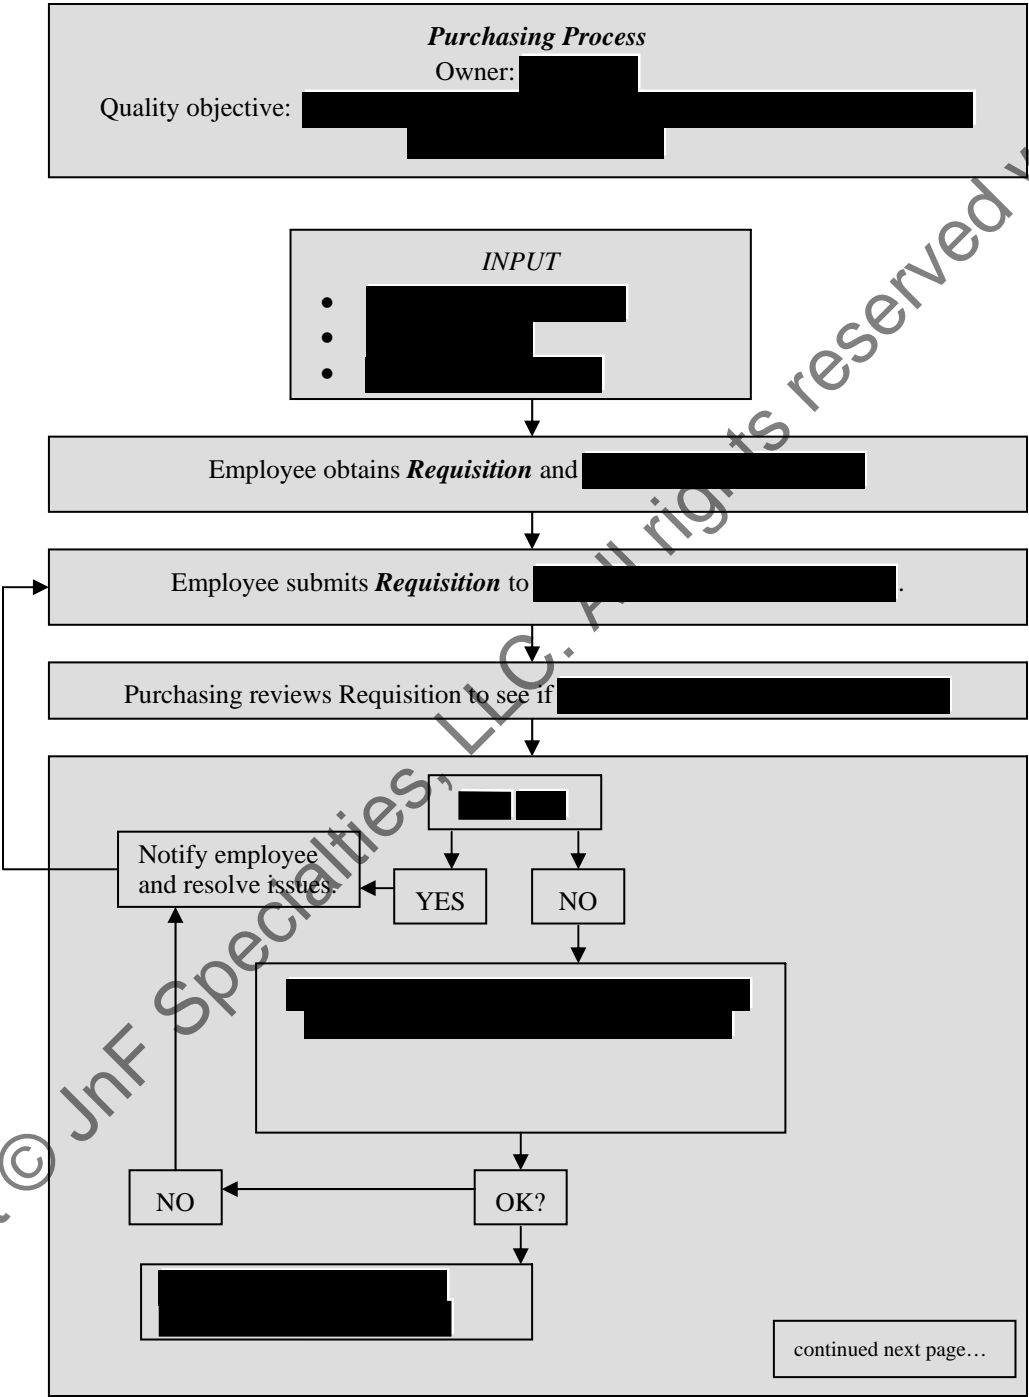 Purchasing Process
Owner:
Quality objective:
INPUT
Employee obtains Requisition and
Employee submits Requisition to .
Purchasing reviews Requisition to see if
Notify employee
and resolve issues.
YES
NO
NO
OK?
continued next page…
© JnF Specialties, LLC. All rights reserved